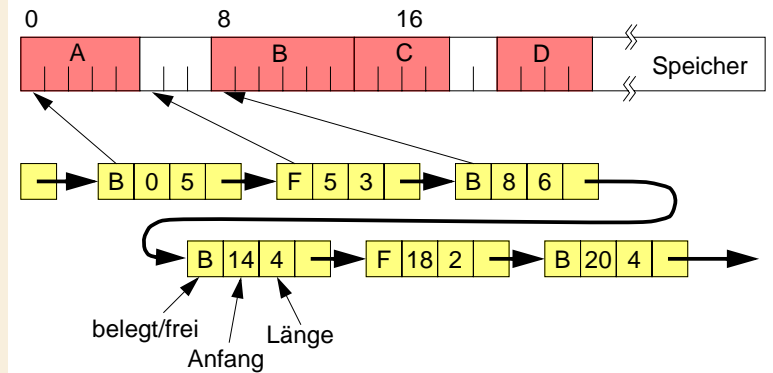 0 8 16
A B C D Speicher
B 0 5 F 5 3 B 8 6
B 14 4 F 18 2 B 20 4
belegt/frei Länge
Anfang